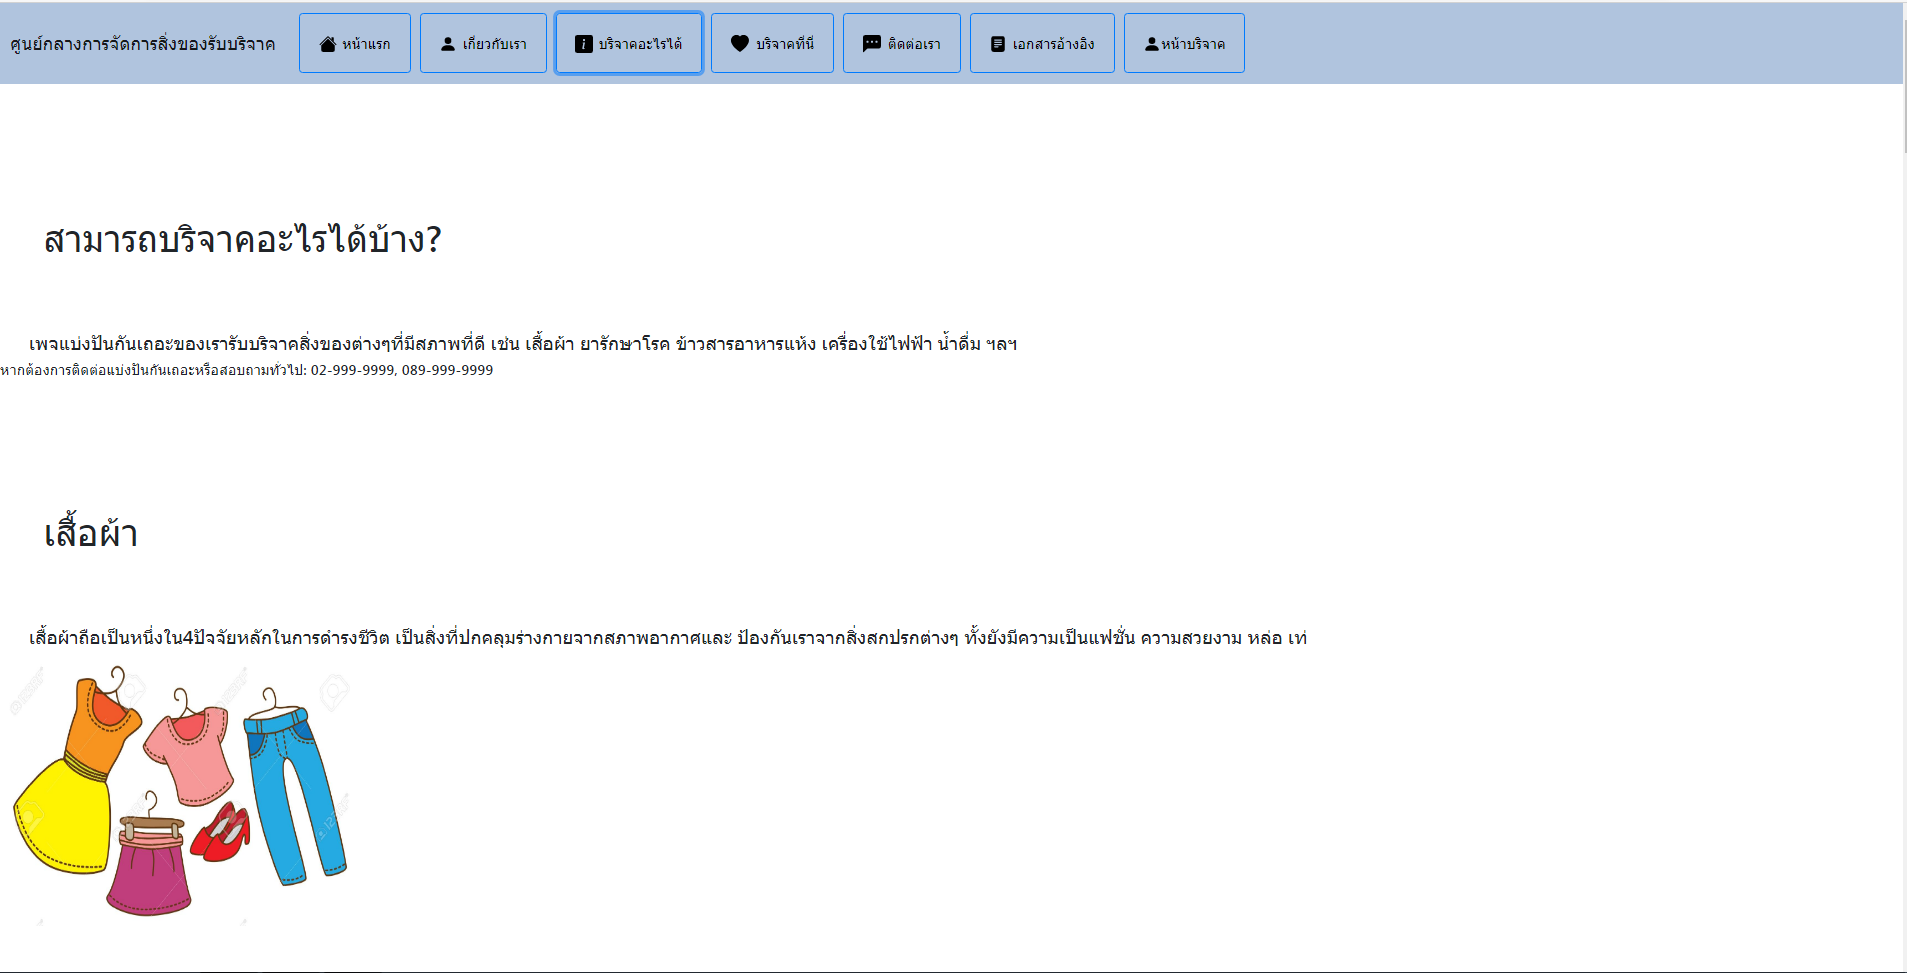 ศูนย์กลางการจัดการสิ่งของรับบริจาค หน้าแรก เกี่ยวกับเรา บริจาคอะไรได้ บริจาคที่นี่ ติดต่อเรา เอกสารอ้างอิง หน้าบริจาค
สามารถบริจาคอะไรได้บ้าง?
เพจแบ่งปันกันเถอะของเรารับบริจาคสิ่งของต่างๆที่มีสภาพที่ดี เช่น เสื้อผ้า ยารักษาโรค ข้าวสารอาหารแห้ง เครื่องใช้ไฟฟ้า น้ำดื่ม ฯลฯ
หากต้องการติดต่อแบ่งปันกันเถอะหรือสอบถามทั่วไป: 02-999-9999, 089-999-9999
เสื้อผ้า
เสื้อผ้าถือเป็นหนึ่งใน4ปัจจัยหลักในการดำรงชีวิต เป็นสิ่งที่ปกคลุมร่างกายจากสภาพอากาศและ ป้องกันเราจากสิ่งสกปรกต่างๆ ทั้งยังมีความเป็นแฟชั่น ความสวยงาม หล่อ เท่